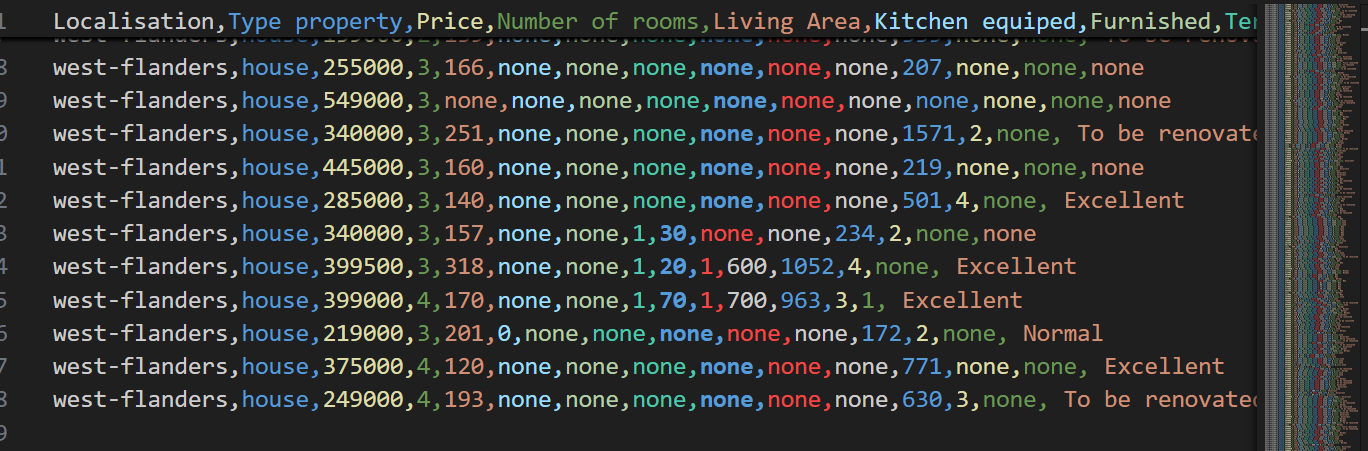 1 Localisation,Type property,Price,Number of rooms,Living Area,Kitchen equiped,Furnished,Ter
8 west-flanders,house,255000,3,166,none,none,none,none,none,none,207,none,none,none
9 west-flanders,house,549000,3,none,none,none,none,none,none,none,none,none,none,none
0 west-flanders,house,340000,3,251,none,none,none,none,none,none,1571,2,none, To be renovate
1 west-flanders,house,445000,3,160,none,none,none,none,none,none,219,none,none,none
2 west-flanders,house,285000,3,140,none,none,none,none,none,none,501,4,none, Excellent
3 west-flanders,house,340000,3,157,none,none,1,30,none,none,234,2,none,none
4 west-flanders,house,399500,3,318,none,none,1,20,1,600,1052,4,none, Excellent
5 west-flanders,house,399000,4,170,none,none,1,70,1,700,963,3,1, Excellent
6 west-flanders,house,219000,3,201,0,none,none,none,none,none,172,2,none, Normal
7 west-flanders,house,375000,4,120,none,none,none,none,none,none,771,none,none, Excellent
8 west-flanders,house,249000,4,193,none,none,none,none,none,none,630,3,none, To be renovated
9